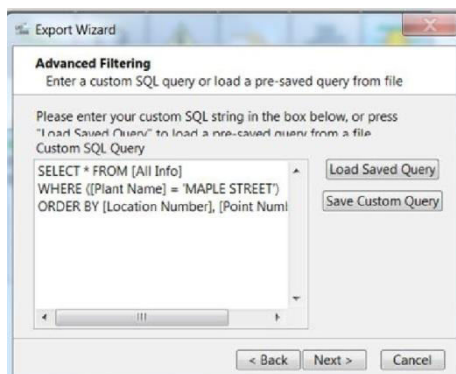 Export Wizard
Advanced Filtering
Enter a custom SQL query or load a pre-saved query from file
Please enter your custom SQL string in the box below, or press
"Load Saved Query" to load a pre-saved query from a file
Custom SQL Query
SELECT * FROM [All Info]
WHERE ([Plant Name] = 'MAPLE STREET')
ORDER BY [Location Number], [Point Numl
Load Saved Query
Save Custom Query
< Back
Next >
Cancel